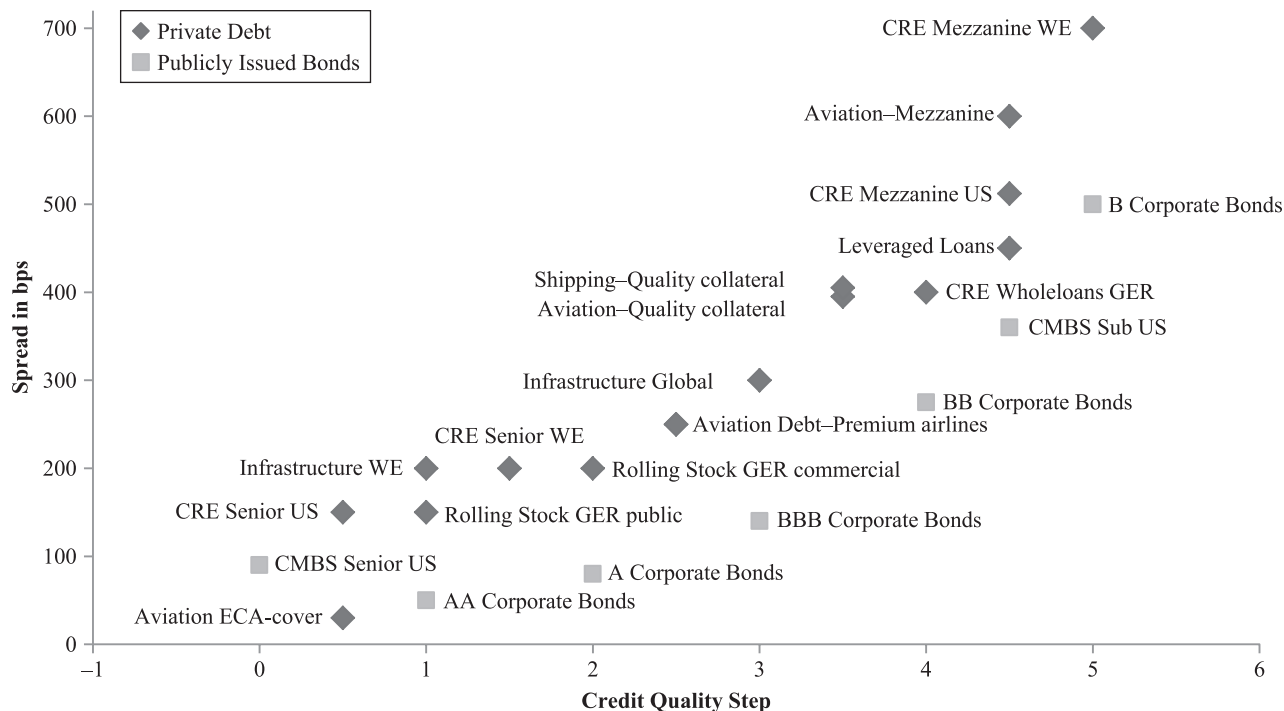 700
CRE Mezzanine WE
Private Debt
Publicly Issued Bonds
600
Aviation–Mezzanine
500
CRE Mezzanine US
B Corporate Bonds
Leveraged Loans
Shipping–Quality collateral
400
CRE Wholeloans GER
Aviation–Quality collateral
CMBS Sub US
Spread in bps
300
Infrastructure Global
BB Corporate Bonds
Aviation Debt–Premium airlines
CRE Senior WE
200
Infrastructure WE
Rolling Stock GER commercial
CRE Senior US
Rolling Stock GER public
BBB Corporate Bonds
100
CMBS Senior US
A Corporate Bonds
AA Corporate Bonds
Aviation ECA-cover
0
–1 0 1 2 3 4 5 6
Credit Quality Step